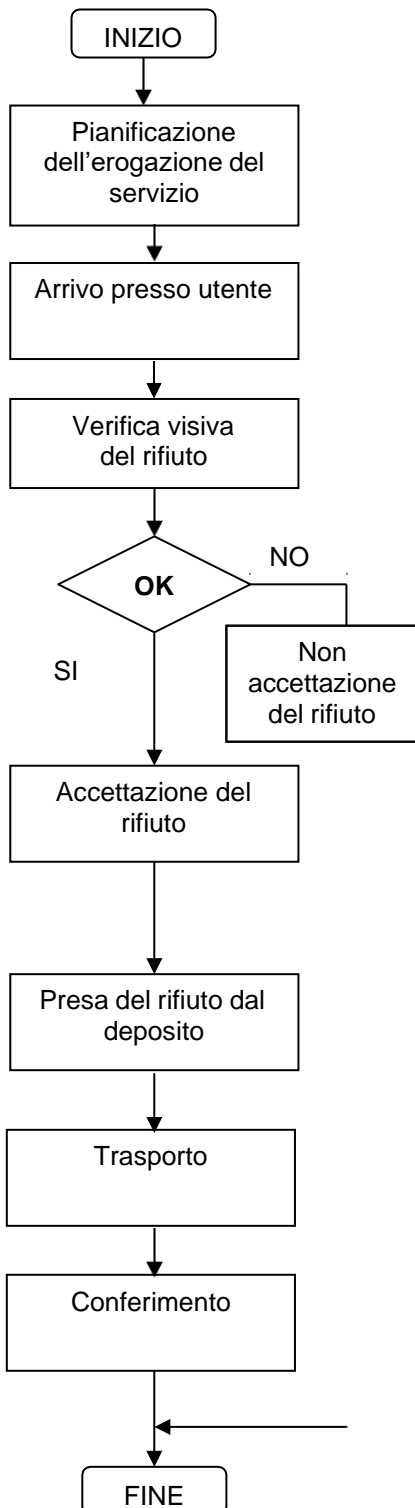 INIZIO
Pianificazione
dell'erogazione del
servizio
Arrivo presso utente
Verifica visiva
del rifiuto
OK
NO
SI
Non
accettazione
del rifiuto
Accettazione del
rifiuto
Presa del rifiuto dal
deposito
Trasporto
Conferimento
FINE